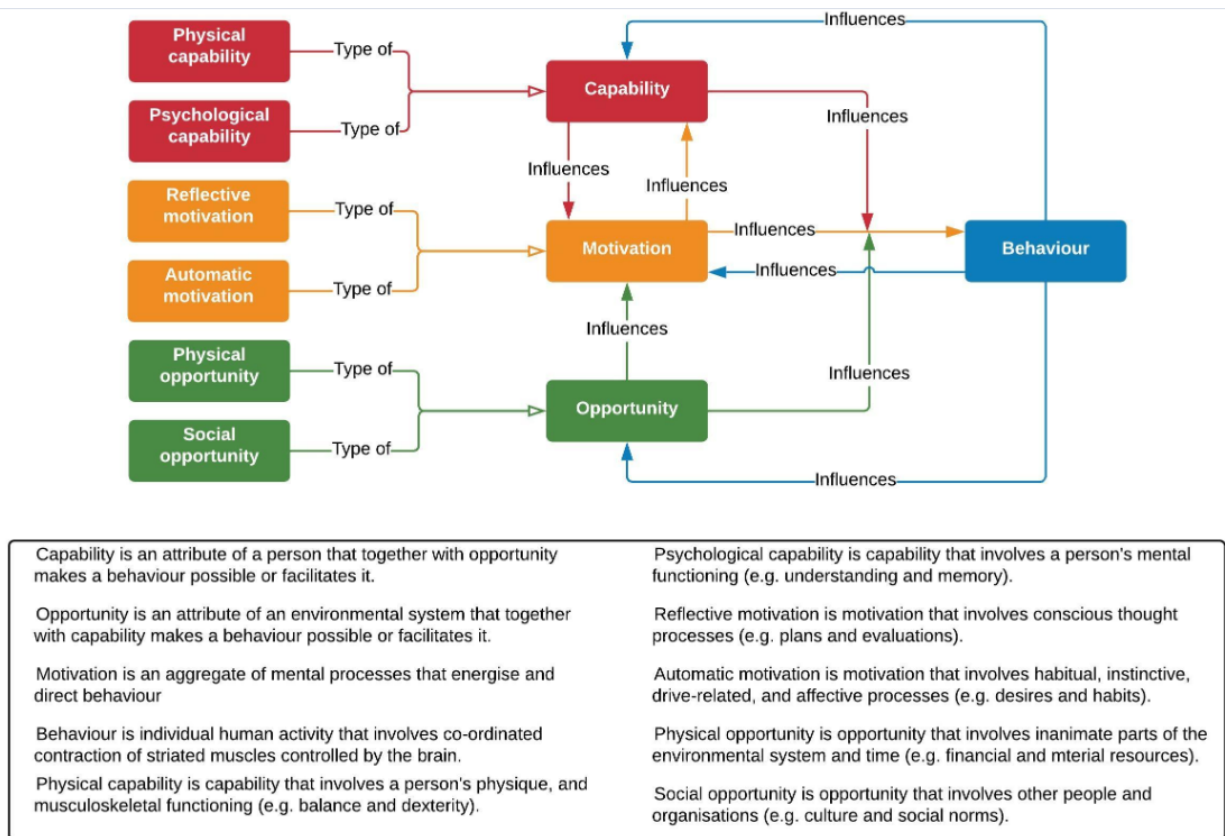 Influences
Physical
capability
Type of
Capability
Influences
Psychological
capability
Type of
Influences
Influences
Reflective
motivation
Type of
Influences
Motivation
Behaviour
Influences
Automatic
motivation
Type of
Influences
Physical
opportunity
Type of
Influences
Opportunity
Social
opportunity
Type of
Influences
Capability is an attribute of a person that together with opportunity
makes a behaviour possible or facilitates it.
Opportunity is an attribute of an environmental system that together
with capability makes a behaviour possible or facilitates it.
Motivation is an aggregate of mental processes that energise and
direct behaviour
Behaviour is individual human activity that involves co-ordinated
contraction of striated muscles controlled by the brain.
Physical capability is capability that involves a person's physique, and
musculoskeletal functioning (e.g. balance and dexterity).
Psychological capability is capability that involves a person's mental
functioning (e.g. understanding and memory).
Reflective motivation is motivation that involves conscious thought
processes (e.g. plans and evaluations).
Automatic motivation is motivation that involves habitual, instinctive,
drive-related, and affective processes (e.g. desires and habits).
Physical opportunity is opportunity that involves inanimate parts of the
environmental system and time (e.g. financial and mterial resources).
Social opportunity is opportunity that involves other people and
organisations (e.g. culture and social norms).